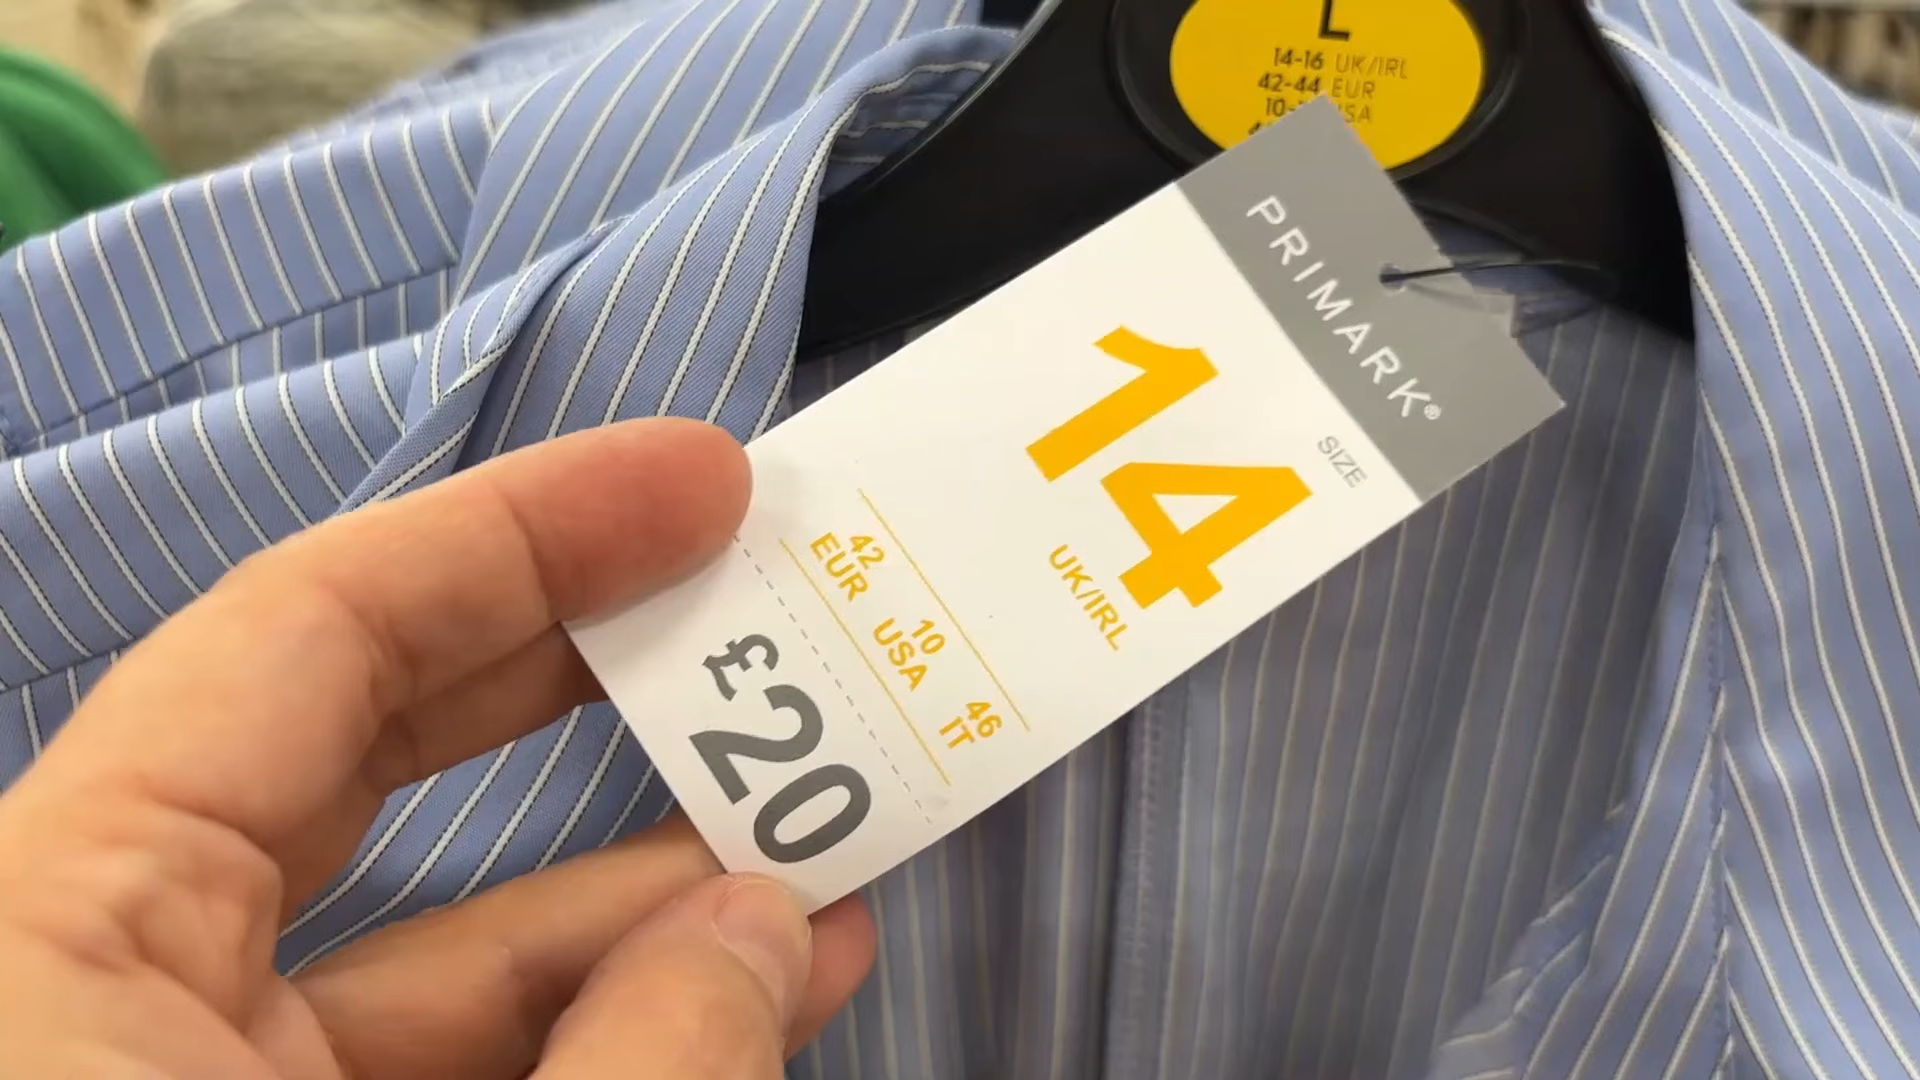 L
14-16 UK/IRL
42-44 EUR
PRIMARK®
SIZE
14
UK/IRL
42 10 46
EUR USA IT
£20